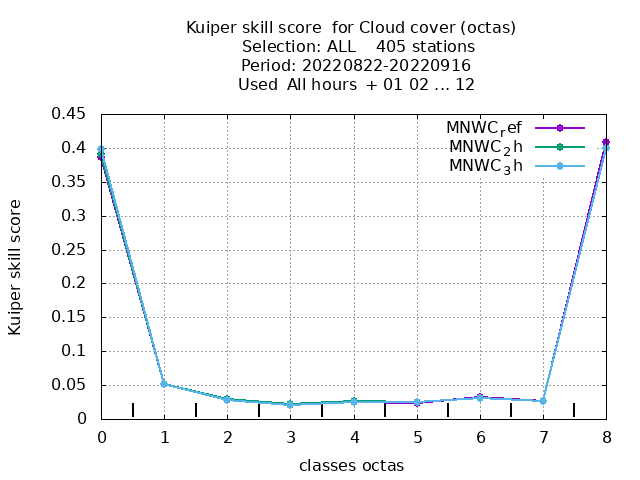 Kuiper skill score  for Cloud cover (octas)
Selection: ALL    405 stations
Period: 20220822-20220916
Used  All hours  + 01 02 ... 12
MNWC_ref
MNWC_2h
MNWC_3h
0.45
0.4
0.35
0.3
0.25
0.2
0.15
0.1
0.05
0
Kuiper skill score
0 1 2 3 4 5 6 7 8
classes octas